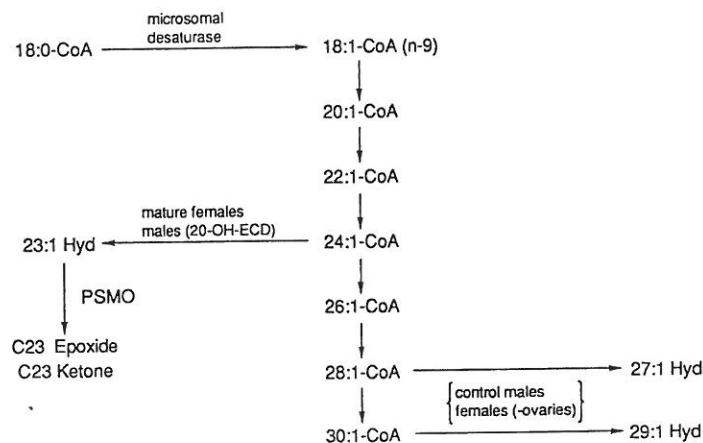 microsomal
desaturase
18:0-CoA
18:1-CoA (n-9)
20:1-CoA
22:1-CoA
mature females
males (20-OH-ECD)
23:1 Hyd
24:1-CoA
PSMO
26:1-CoA
C23 Epoxide
C23 Ketone
28:1-CoA
27:1 Hyd
control males
females (-ovaries)
30:1-CoA
29:1 Hyd